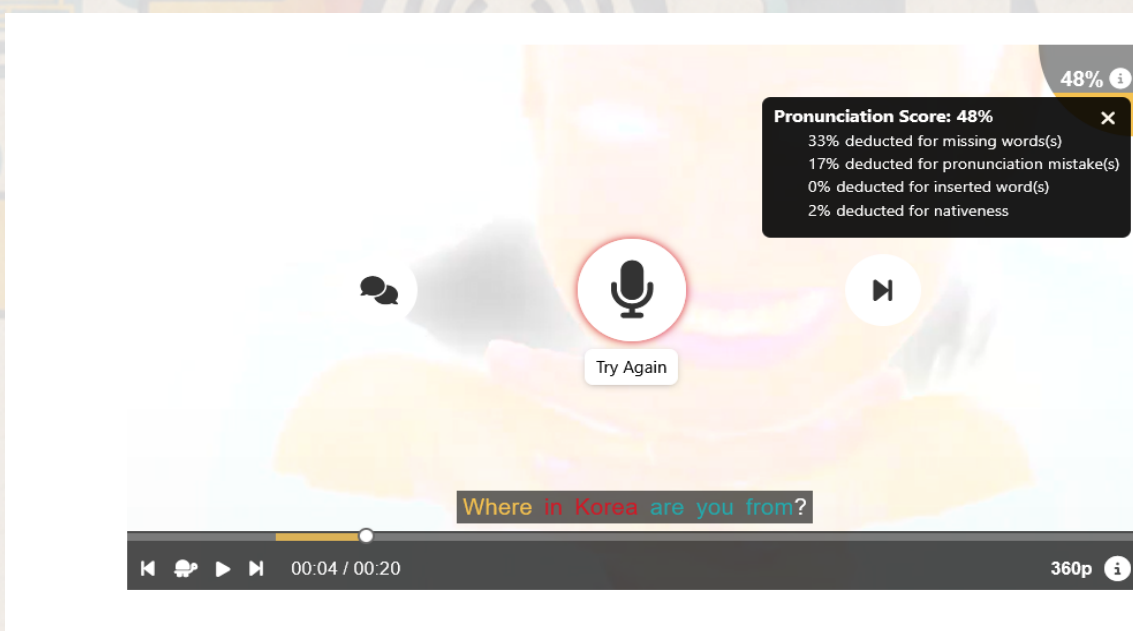 48%
Pronunciation Score: 48%
33% deducted for missing words(s)
17% deducted for pronunciation mistake(s)
0% deducted for inserted word(s)
2% deducted for nativeness
Try Again
Where in Korea are you from?
00:04 / 00:20
360p